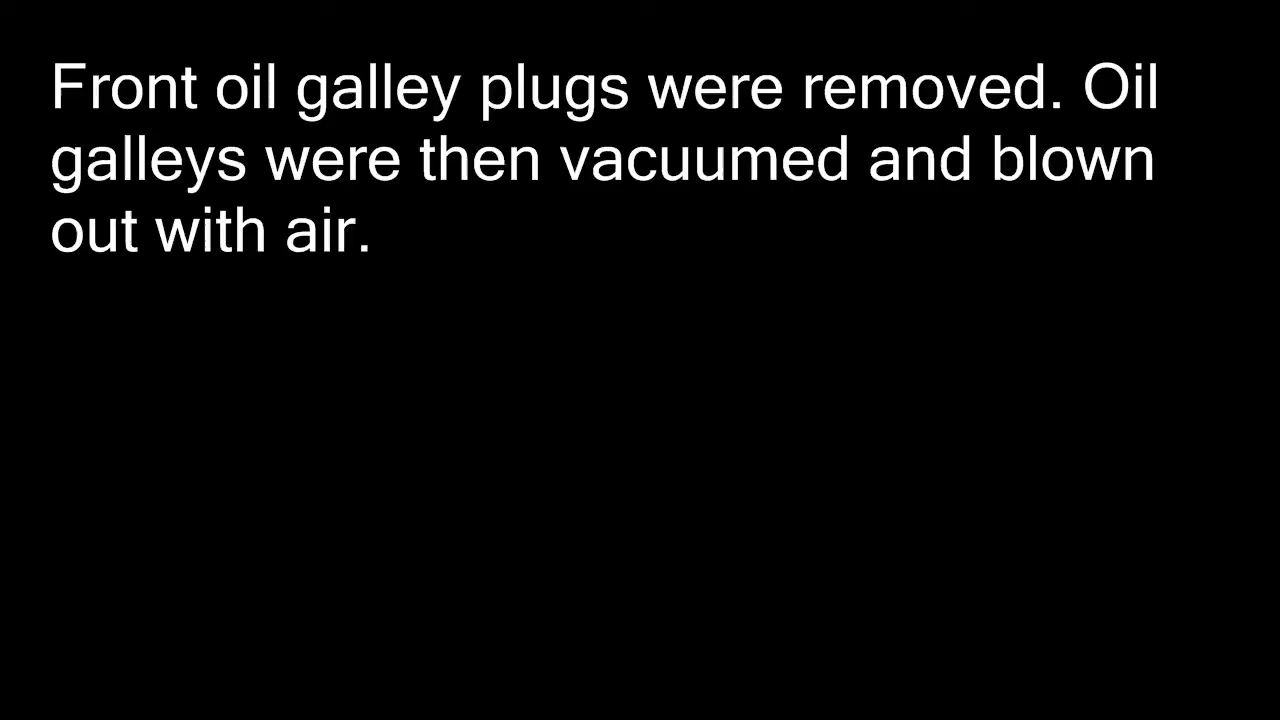 Front oil galley plugs were removed. Oil
galleys were then vacuumed and blown
out with air.